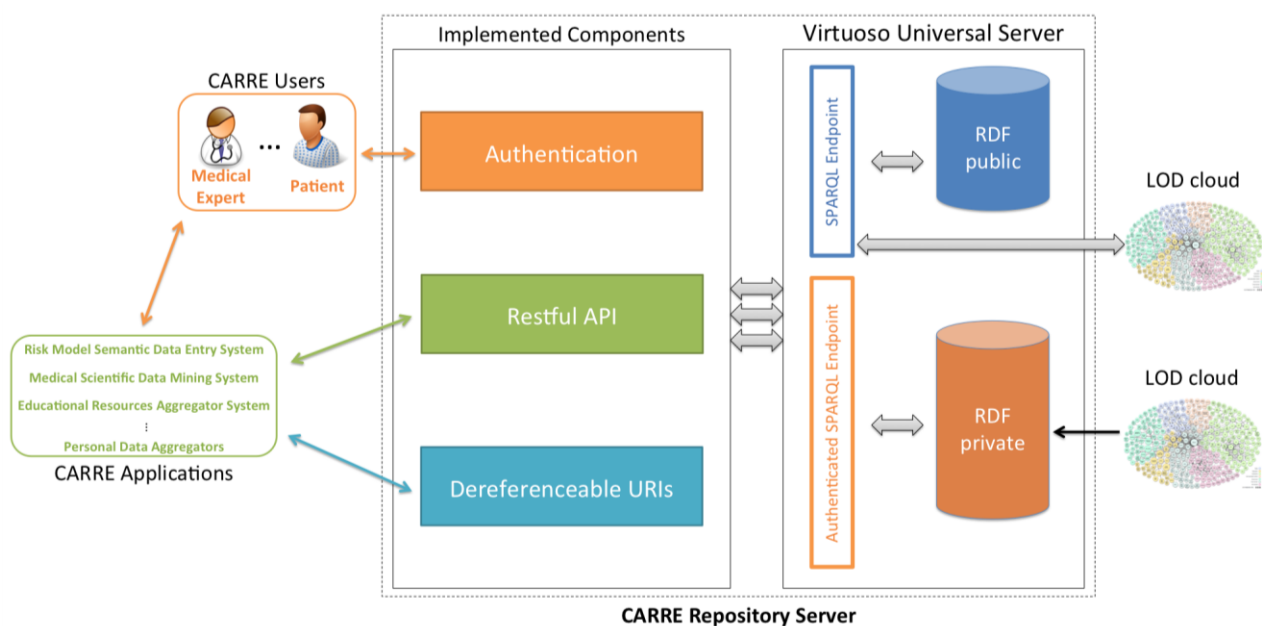 Implemented Components
Virtuoso Universal Server
CARRE Users
...
Medical
Expert
Patient
Authentication
SPARQL Endpoint
RDF
public
LOD cloud
Restful API
Risk Model Semantic Data Entry System
Medical Scientific Data Mining System
Educational Resources Aggregator System
⋮
Personal Data Aggregators
CARRE Applications
Dereferenceable URIs
Authenticated SPARQL Endpoint
RDF
private
LOD cloud
CARRE Repository Server